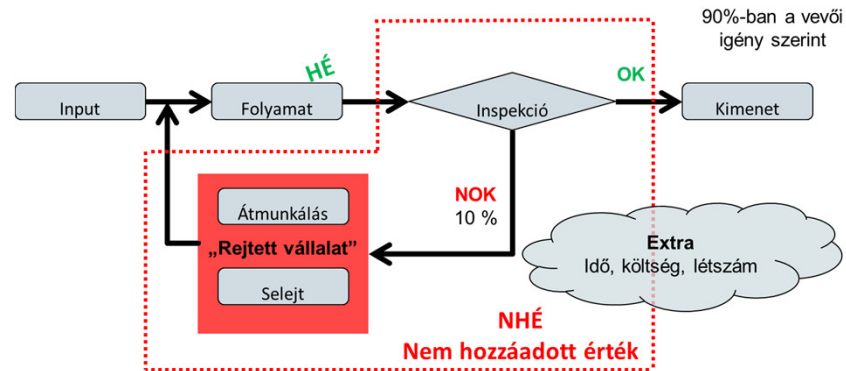 90%-ban a vevői
igény szerint
HÉ
OK
Input
Folyamat
Inspekció
Kimenet
NOK
10 %
Átmunkálás
„Rejtett vállalat”
Selejt
Extra
Idő, költség, létszám
NHÉ
Nem hozzáadott érték